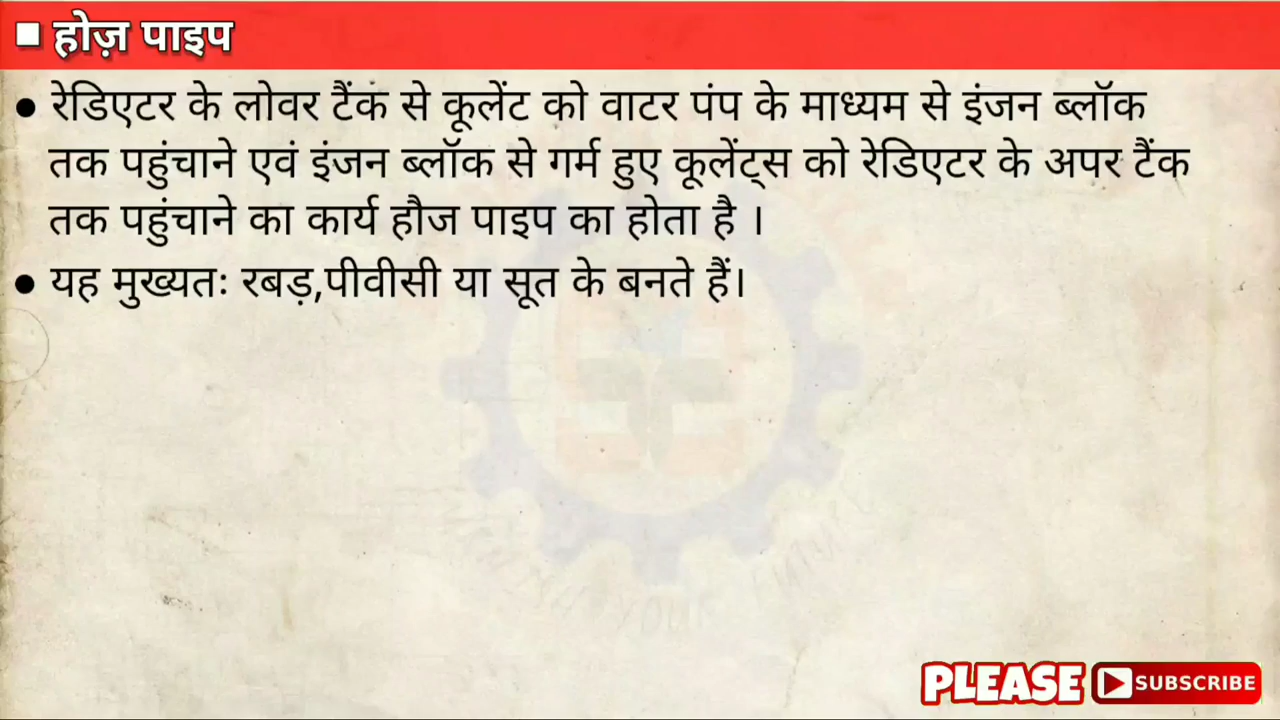 होज़ पाइप
रेडिएटर के लोवर टैंक से कूलेंट को वाटर पंप के माध्यम से इंजन ब्लॉक
तक पहुंचाने एवं इंजन ब्लॉक से गर्म हुए कूलेंट्स को रेडिएटर के अपर टैंक
तक पहुंचाने का कार्य हौज पाइप का होता है ।
यह मुख्यतः रबड़,पीवीसी या सूत के बनते हैं।
PLEASE SUBSCRIBE